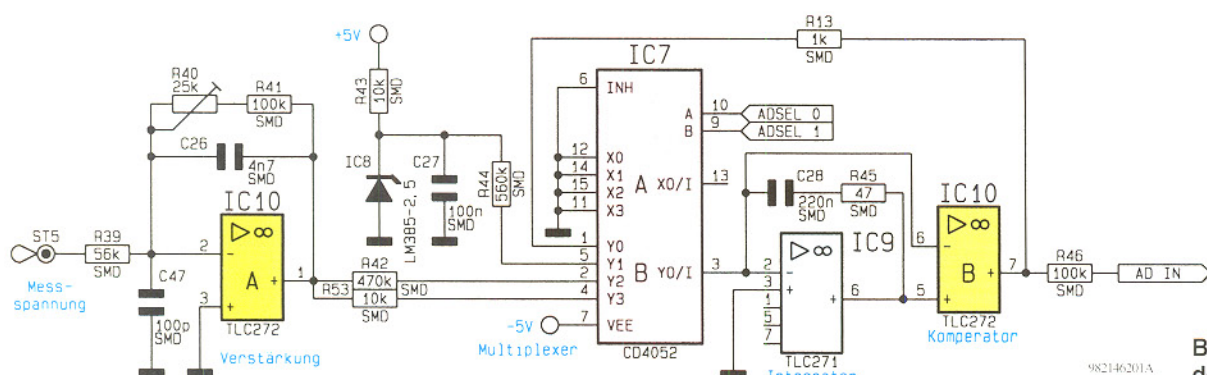 R13
1k
SMD
+5V
IC7
R40
25k
R41
100k
SMD
R43
10k
SMD
6
INH
A
10
ADSEL 0
B
9
ADSEL 1
C26
4n7
SMD
IC8
LM385-2,5
C27
100n
SMD
R44
560k
SMD
12
X0
14
X1
15
X2
11
X3
A
X0/I
13
C28
220n
SMD
R45
47
SMD
IC10
IC10
ST5
R39
56k
SMD
Mess-
spannung
2
-
▷∞
A
1
3
+
TLC272
Verstärkung
C47
100p
SMD
R42
470k
SMD
R53
10k
SMD
1
Y0
5
Y1
2
Y2
4
Y3
B
Y0/I
3
7
VEE
-5V
Multiplexer
CD4052
IC9
▷∞
2
-
3
+
1
5
7
+
6
TLC271
Integrator
6
-
▷∞
B
+
7
5
+
TLC272
Komperator
R46
100k
SMD
AD IN
982146201A
B
d